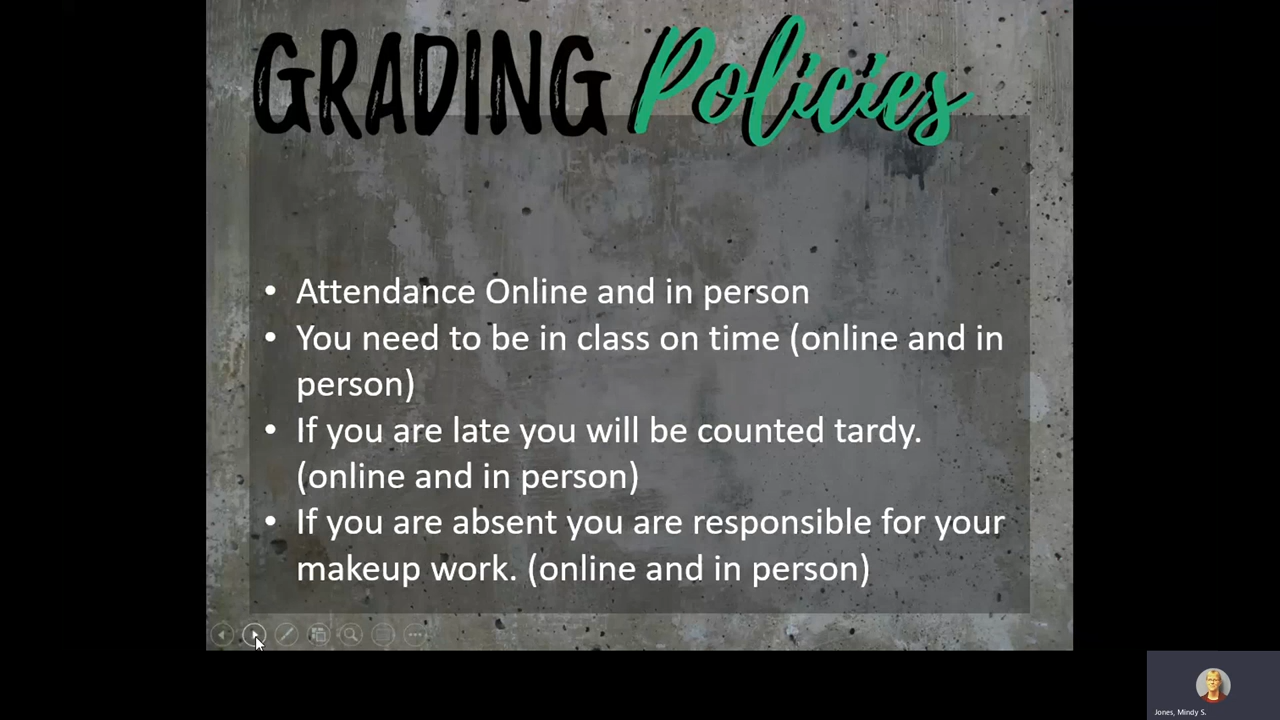 GRADING Policies
• Attendance Online and in person
• You need to be in class on time (online and in
person)
• If you are late you will be counted tardy.
(online and in person)
• If you are absent you are responsible for your
makeup work. (online and in person)
Jones, Mindy S.